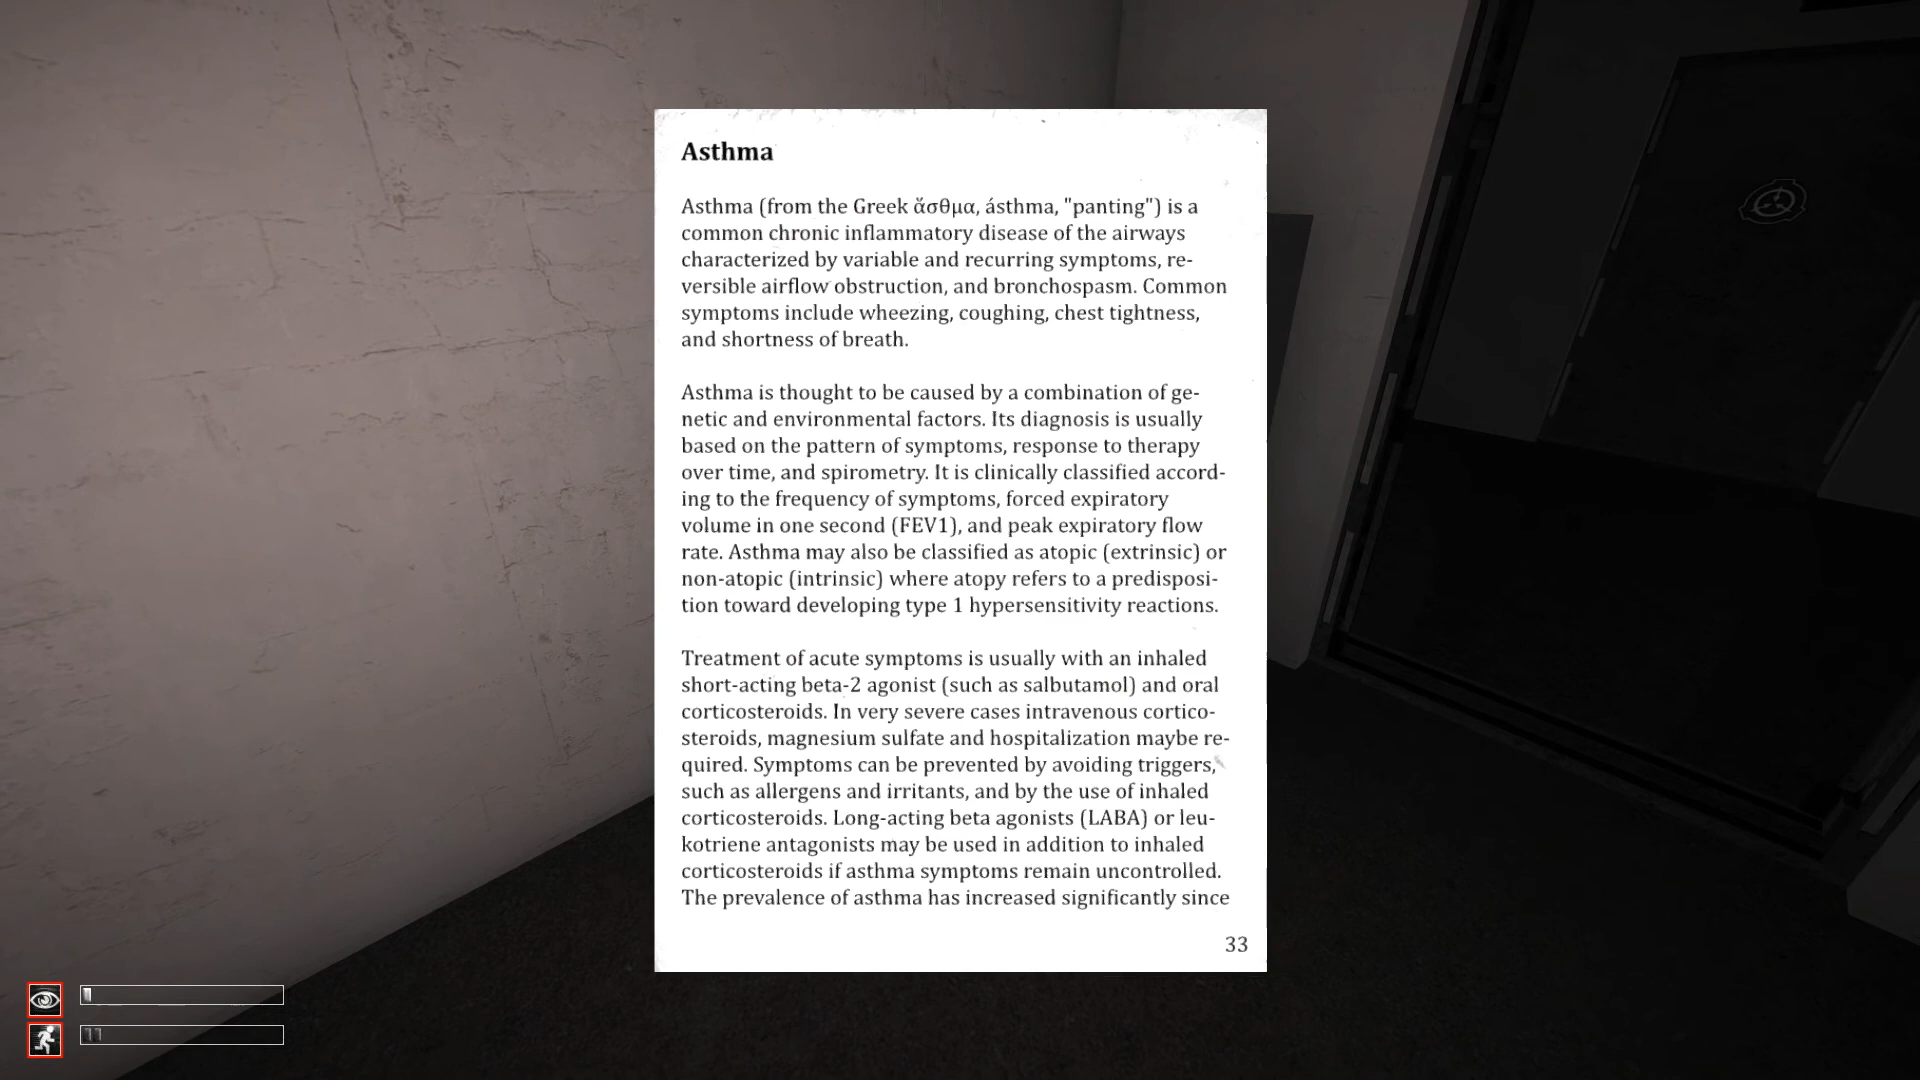 Asthma
Asthma (from the Greek ἄσθμα, ásthma, "panting") is a
common chronic inflammatory disease of the airways
characterized by variable and recurring symptoms, re-
versible airflow obstruction, and bronchospasm. Common
symptoms include wheezing, coughing, chest tightness,
and shortness of breath.
Asthma is thought to be caused by a combination of ge-
netic and environmental factors. Its diagnosis is usually
based on the pattern of symptoms, response to therapy
over time, and spirometry. It is clinically classified accord-
ing to the frequency of symptoms, forced expiratory
volume in one second (FEV1), and peak expiratory flow
rate. Asthma may also be classified as atopic (extrinsic) or
non-atopic (intrinsic) where atopy refers to a predisposi-
tion toward developing type 1 hypersensitivity reactions.
Treatment of acute symptoms is usually with an inhaled
short-acting beta-2 agonist (such as salbutamol) and oral
corticosteroids. In very severe cases intravenous cortico-
steroids, magnesium sulfate and hospitalization maybe re-
quired. Symptoms can be prevented by avoiding triggers,
such as allergens and irritants, and by the use of inhaled
corticosteroids. Long-acting beta agonists (LABA) or leu-
kotriene antagonists may be used in addition to inhaled
corticosteroids if asthma symptoms remain uncontrolled.
The prevalence of asthma has increased significantly since
33